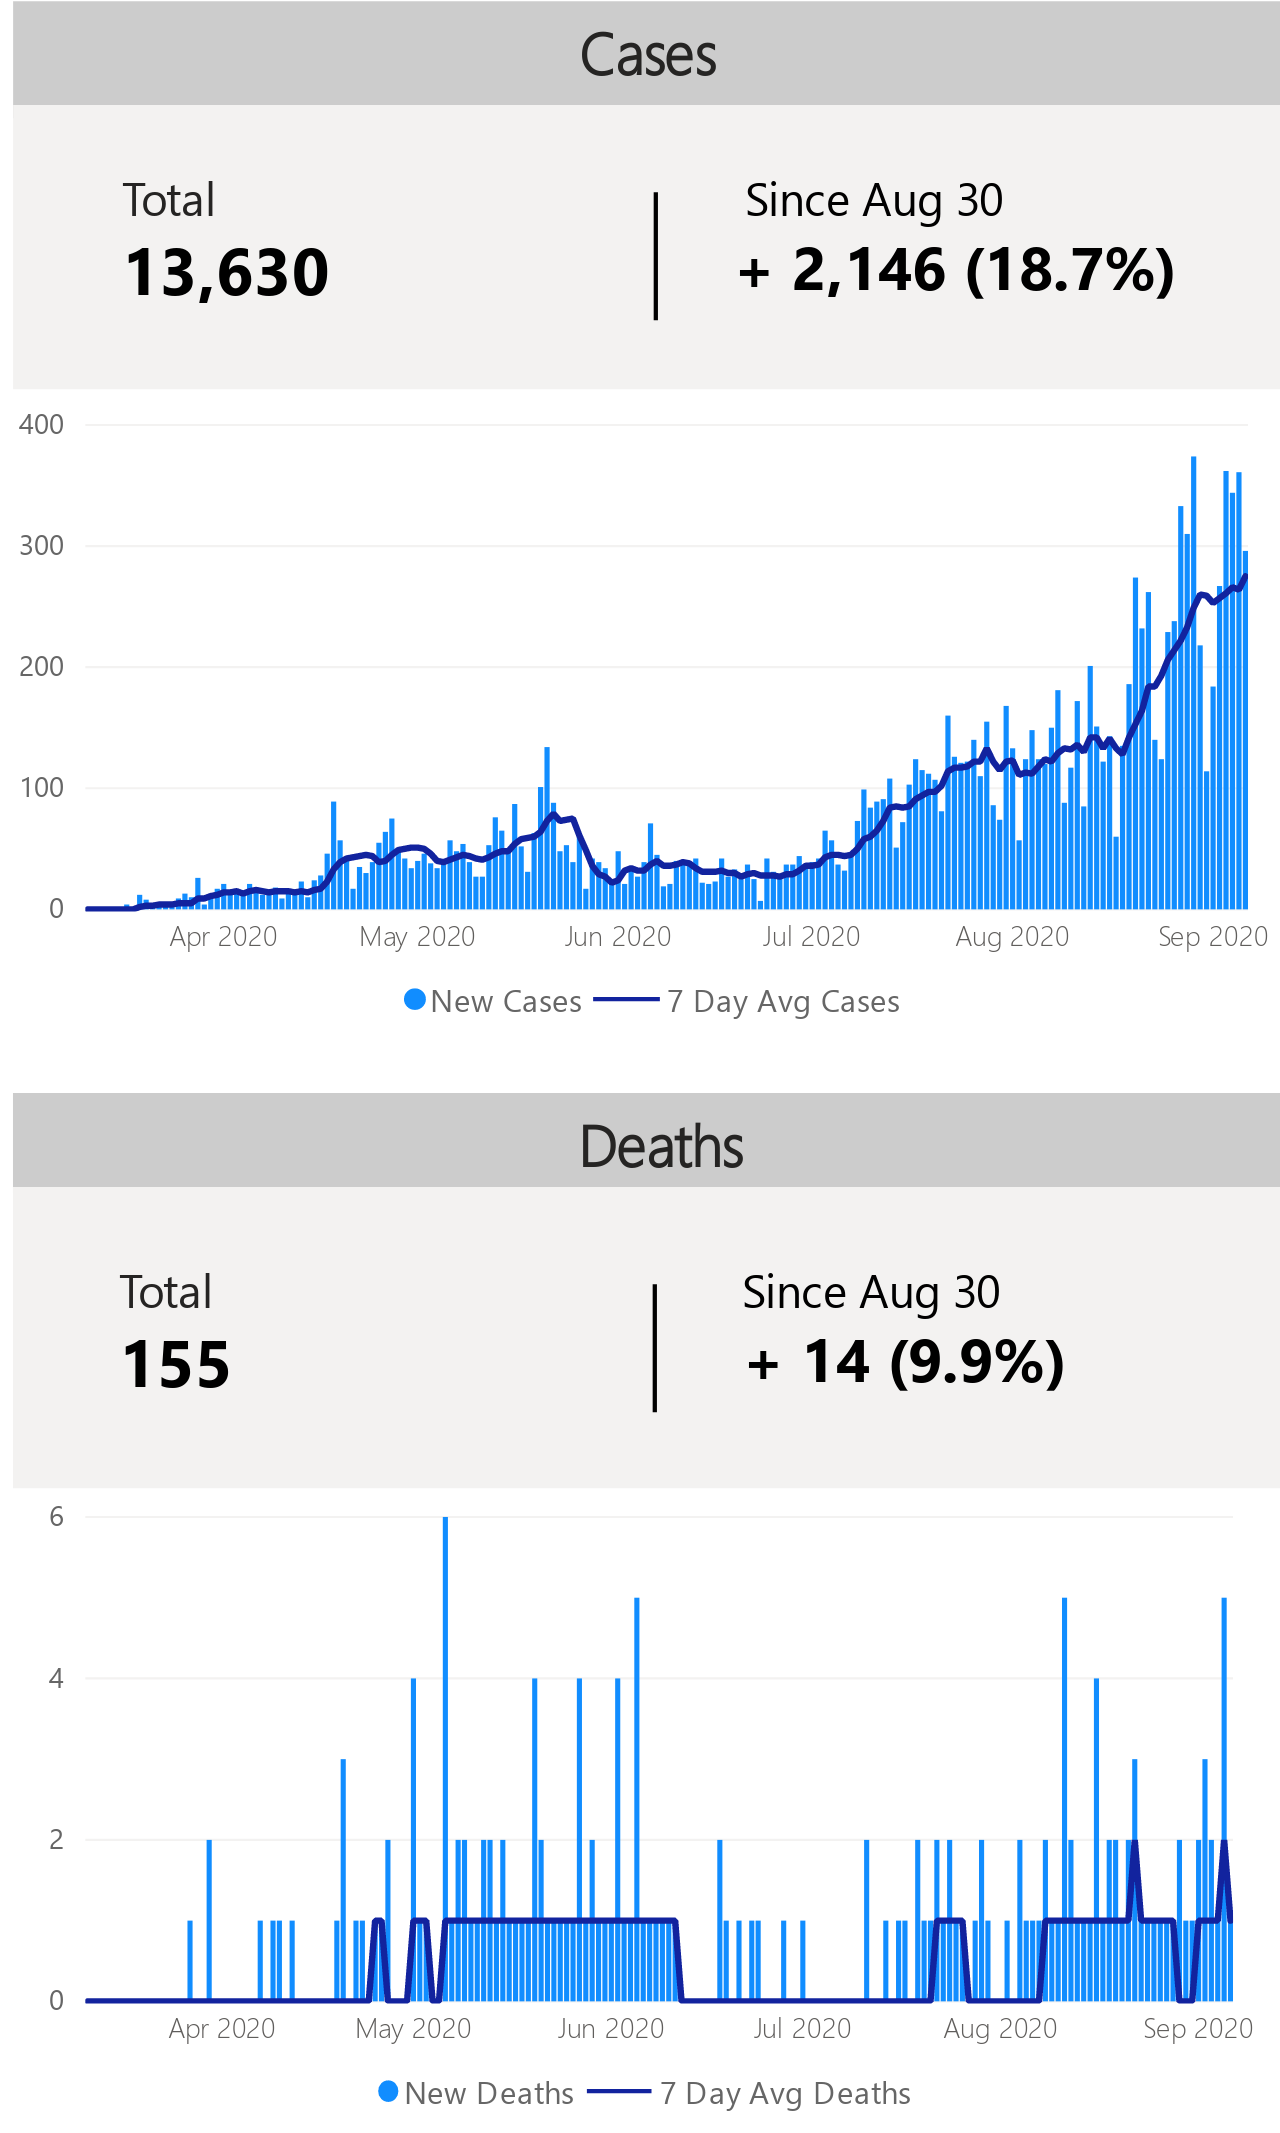 Cases
Total
Since Aug 30
13,630
+ 2,146 (18.7%)
400
300
200
100
0
Apr 2020 May 2020 Jun 2020 Jul 2020 Aug 2020 Sep 2020
New Cases 7 Day Avg Cases
Deaths
Total
Since Aug 30
155
+ 14 (9.9%)
6
4
2
0
Apr 2020 May 2020 Jun 2020 Jul 2020 Aug 2020 Sep 2020
New Deaths 7 Day Avg Deaths